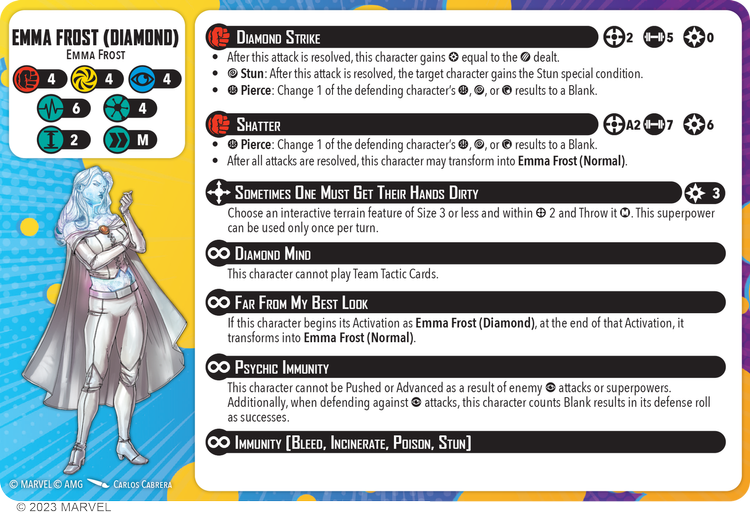 EMMA FROST (DIAMOND)
EMMA FROST
4 4 4
6 4
2 M
DIAMOND STRIKE 2 5 0
• After this attack is resolved, this character gains equal to the dealt.
• Stun: After this attack is resolved, the target character gains the Stun special condition.
• Pierce: Change 1 of the defending character's , , or results to a Blank.
SHATTER A2 7 6
• Pierce: Change 1 of the defending character's , , or results to a Blank.
• After all attacks are resolved, this character may transform into Emma Frost (Normal).
SOMETIMES ONE MUST GET THEIR HANDS DIRTY 3
Choose an interactive terrain feature of Size 3 or less and within 2 and Throw it . This superpower
can be used only once per turn.
DIAMOND MIND
This character cannot play Team Tactic Cards.
FAR FROM MY BEST LOOK
If this character begins its Activation as Emma Frost (Diamond), at the end of that Activation, it
transforms into Emma Frost (Normal).
PSYCHIC IMMUNITY
This character cannot be Pushed or Advanced as a result of enemy attacks or superpowers.
Additionally, when defending against attacks, this character counts Blank results in its defense roll
as successes.
IMMUNITY [BLEED, INCINERATE, POISON, STUN]
© MARVEL © AMG CARLOS CABRERA
© 2023 MARVEL